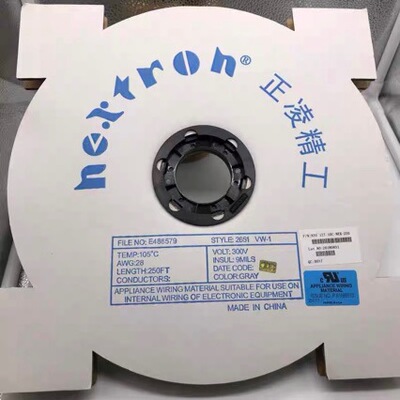 nextron®
正凌精工
FILE NO: E486579 STYLE: 2651 VW-1
TEMP:105°C VOLT: 300V
AWG:28 INSUL: 9MILS
LENGTH:250FT DATE CODE:
CONDUCTORS: COLOR:GRAY
APPLIANCE WIRING MATERIAL SUITABLE FOR USE ON
INTERNAL WIRING OF ELECTRONIC EQUIPMENT
MADE IN CHINA
APPLIANCE WIRING
MATERIAL